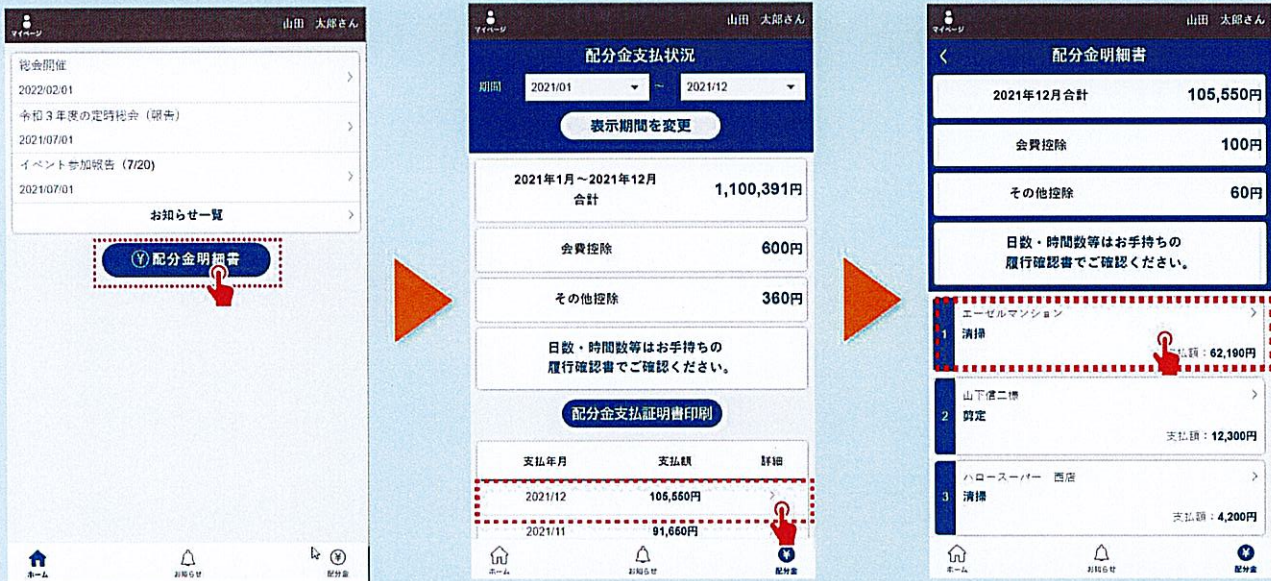 マイページ
山田 太郎さん
総会開催
2022/02/01
令和3年度の定時総会（報告）
2021/07/01
イベント参加報告（7/20)
2021/07/01
お知らせ一覧
¥配分金明細書
ホーム
お知らせ
配分金
マイページ
山田 太郎さん
配分金支払状況
期間 2021/01 ～ 2021/12
表示期間を変更
2021年1月～2021年12月
合計
1,100,391円
会費控除 600円
その他控除 360円
日数・時間数等はお手持ちの
履行確認書でご確認ください。
配分金支払証明書印刷
支払年月 支払額 詳細
2021/12 105,550円
2021/11 91,660円
ホーム
お知らせ
配分金
マイページ
山田 太郎さん
配分金明細書
2021年12月合計 105,550円
会費控除 100円
その他控除 60円
日数・時間数等はお手持ちの
履行確認書でご確認ください。
エーゼルマンション
1 清掃
支払額：62,190円
山下信二様
2 剪定
支払額：12,300円
ハロースーパー 西店
3 清掃
支払額：4,200円
ホーム
お知らせ
配分金